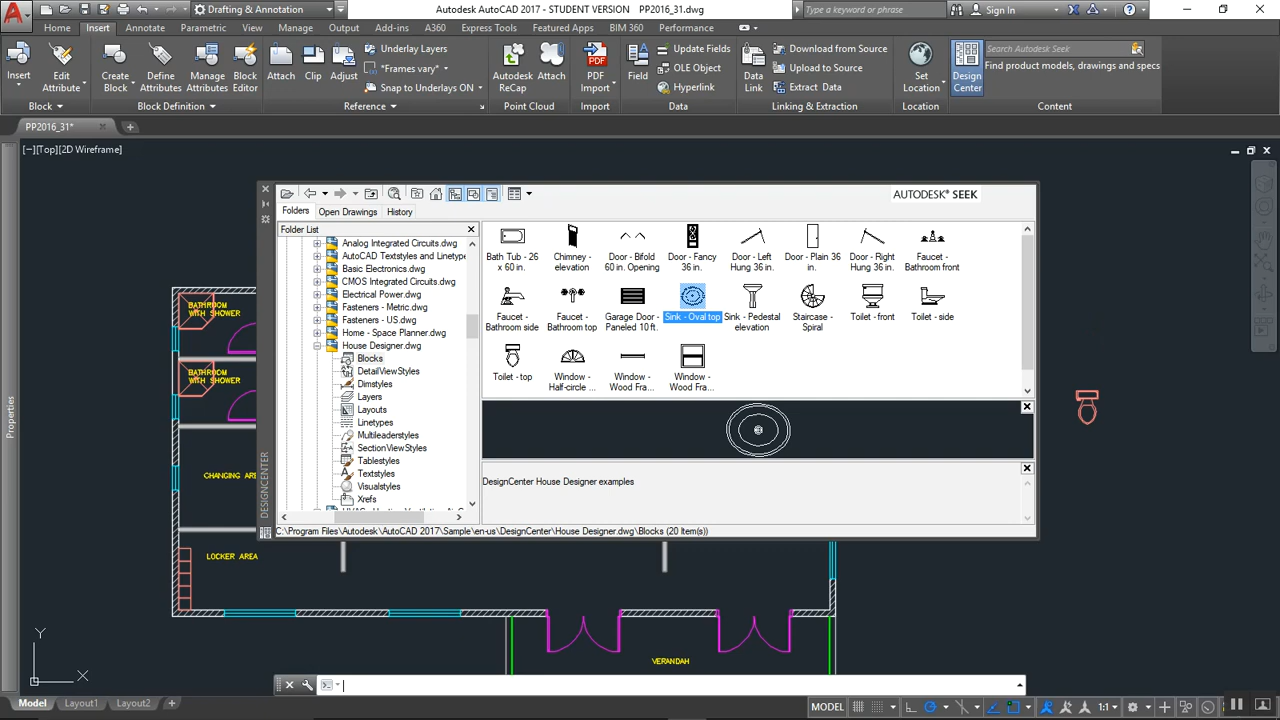 Drafting & Annotation
Autodesk AutoCAD 2017 - STUDENT VERSION PP2016_31.dwg
Type a keyword or phrase
Sign In
Home Insert Annotate Parametric View Manage Output Add-ins A360 Express Tools Featured Apps BIM 360 Performance
Insert
Edit Attribute
Create Block
Define Attributes
Manage Attributes
Block Editor
Attach
Clip
Adjust
Underlay Layers
*Frames vary*
Snap to Underlays ON
Autodesk ReCap
Attach
PDF Import
Field
Update Fields
OLE Object
Hyperlink
Data Link
Download from Source
Upload to Source
Extract Data
Set Location
Design Center
Search Autodesk Seek
Find product models, drawings and specs
Block Block Definition Reference Point Cloud Import Data Linking & Extraction Location Content
PP2016_31*
[−][Top][2D Wireframe]
Properties
AUTODESK® SEEK
Folders Open Drawings History
Folder List
Analog Integrated Circuits.dwg
AutoCAD Textstyles and Linetype
Basic Electronics.dwg
CMOS Integrated Circuits.dwg
Electrical Power.dwg
Fasteners - Metric.dwg
Fasteners - US.dwg
Home - Space Planner.dwg
House Designer.dwg
Blocks
DetailViewStyles
Dimstyles
Layers
Layouts
Linetypes
Multileaderstyles
SectionViewStyles
Tablestyles
Textstyles
Visualstyles
Xrefs
Bath Tub - 26 x 60 in.
Chimney - elevation
Door - Bifold 60 in. Opening
Door - Fancy 36 in.
Door - Left Hung 36 in.
Door - Plain 36 in.
Door - Right Hung 36 in.
Faucet - Bathroom front
Faucet - Bathroom side
Faucet - Bathroom top
Garage Door - Paneled 10 ft.
Sink - Oval top
Sink - Pedestal elevation
Staircase - Spiral
Toilet - front
Toilet - side
Toilet - top
Window - Half-circle ...
Window - Wood Fra...
Window - Wood Fra...
DesignCenter House Designer examples
DESIGNCENTER
C:\Program Files\Autodesk\AutoCAD 2017\Sample\en-us\DesignCenter\House Designer.dwg\Blocks (20 Item(s))
BATHROOM
WITH SHOWER
BATHROOM
WITH SHOWER
CHANGING ARE
LOCKER AREA
VERANDAH
Y
X
Model Layout1 Layout2
MODEL
1:1